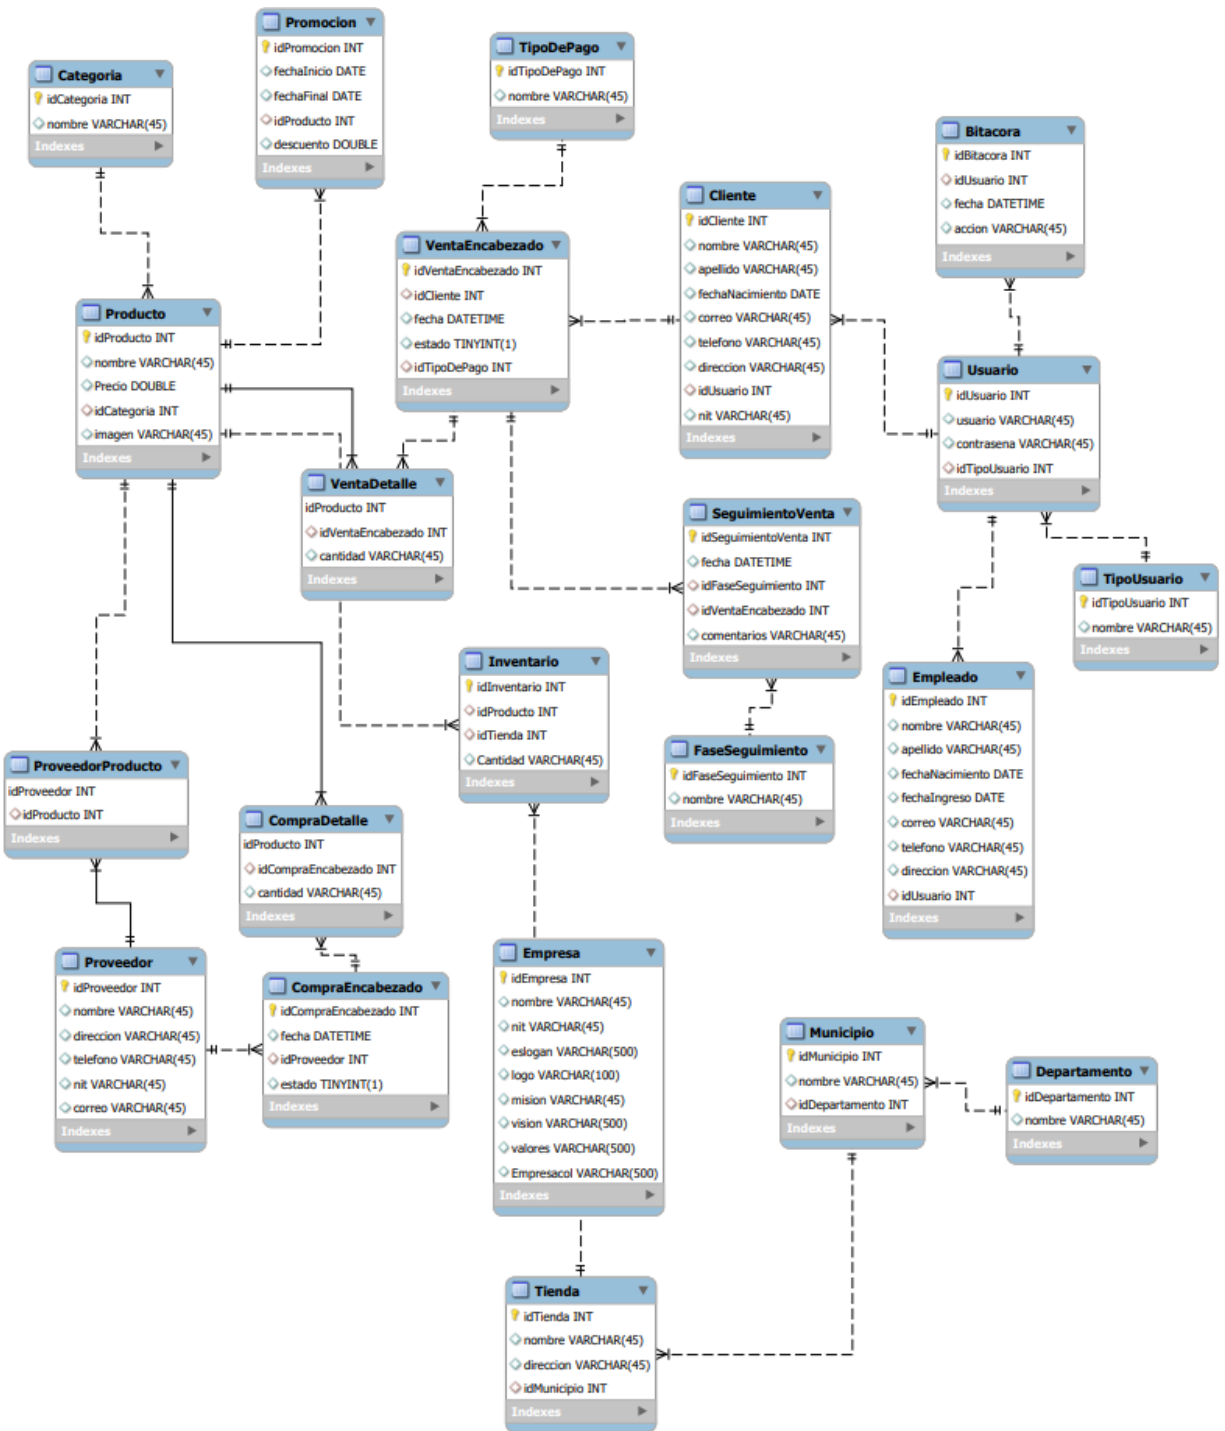 Promocion
idPromocion INT
fechaInicio DATE
fechaFinal DATE
idProducto INT
descuento DOUBLE
Indexes
TipoDePago
idTipoDePago INT
nombre VARCHAR(45)
Indexes
Categoria
idCategoria INT
nombre VARCHAR(45)
Indexes
Bitacora
idBitacora INT
idUsuario INT
fecha DATETIME
accion VARCHAR(45)
Indexes
Cliente
idCliente INT
nombre VARCHAR(45)
apellido VARCHAR(45)
fechaNacimiento DATE
correo VARCHAR(45)
telefono VARCHAR(45)
direccion VARCHAR(45)
idUsuario INT
nit VARCHAR(45)
Indexes
VentaEncabezado
idVentaEncabezado INT
idCliente INT
fecha DATETIME
estado TINYINT(1)
idTipoDePago INT
Indexes
Producto
idProducto INT
nombre VARCHAR(45)
Precio DOUBLE
idCategoria INT
imagen VARCHAR(45)
Indexes
Usuario
idUsuario INT
usuario VARCHAR(45)
contrasena VARCHAR(45)
idTipoUsuario INT
Indexes
VentaDetalle
idProducto INT
idVentaEncabezado INT
cantidad VARCHAR(45)
Indexes
SeguimientoVenta
idSeguimientoVenta INT
fecha DATETIME
idFaseSeguimiento INT
idVentaEncabezado INT
comentarios VARCHAR(45)
Indexes
TipoUsuario
idTipoUsuario INT
nombre VARCHAR(45)
Indexes
Inventario
idInventario INT
idProducto INT
idTienda INT
Cantidad VARCHAR(45)
Indexes
Empleado
idEmpleado INT
nombre VARCHAR(45)
apellido VARCHAR(45)
fechaNacimiento DATE
fechaIngreso DATE
correo VARCHAR(45)
telefono VARCHAR(45)
direccion VARCHAR(45)
idUsuario INT
Indexes
FaseSeguimiento
idFaseSeguimiento INT
nombre VARCHAR(45)
Indexes
ProveedorProducto
idProveedor INT
idProducto INT
Indexes
CompraDetalle
idProducto INT
idCompraEncabezado INT
cantidad VARCHAR(45)
Indexes
Proveedor
idProveedor INT
nombre VARCHAR(45)
direccion VARCHAR(45)
telefono VARCHAR(45)
nit VARCHAR(45)
correo VARCHAR(45)
Indexes
CompraEncabezado
idCompraEncabezado INT
fecha DATETIME
idProveedor INT
estado TINYINT(1)
Indexes
Empresa
idEmpresa INT
nombre VARCHAR(45)
nit VARCHAR(45)
eslogan VARCHAR(500)
logo VARCHAR(100)
mision VARCHAR(45)
vision VARCHAR(500)
valores VARCHAR(500)
Empresacol VARCHAR(500)
Indexes
Municipio
idMunicipio INT
nombre VARCHAR(45)
idDepartamento INT
Indexes
Departamento
idDepartamento INT
nombre VARCHAR(45)
Indexes
Tienda
idTienda INT
nombre VARCHAR(45)
direccion VARCHAR(45)
idMunicipio INT
Indexes